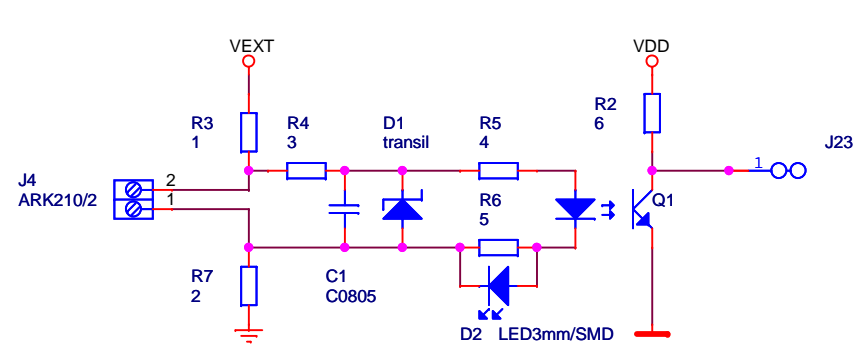 VEXT
VDD
R3
1
R4
3
D1
transil
R5
4
R2
6
J23
1
J4
ARK210/2
2
1
R6
5
Q1
R7
2
C1
C0805
D2 LED3mm/SMD